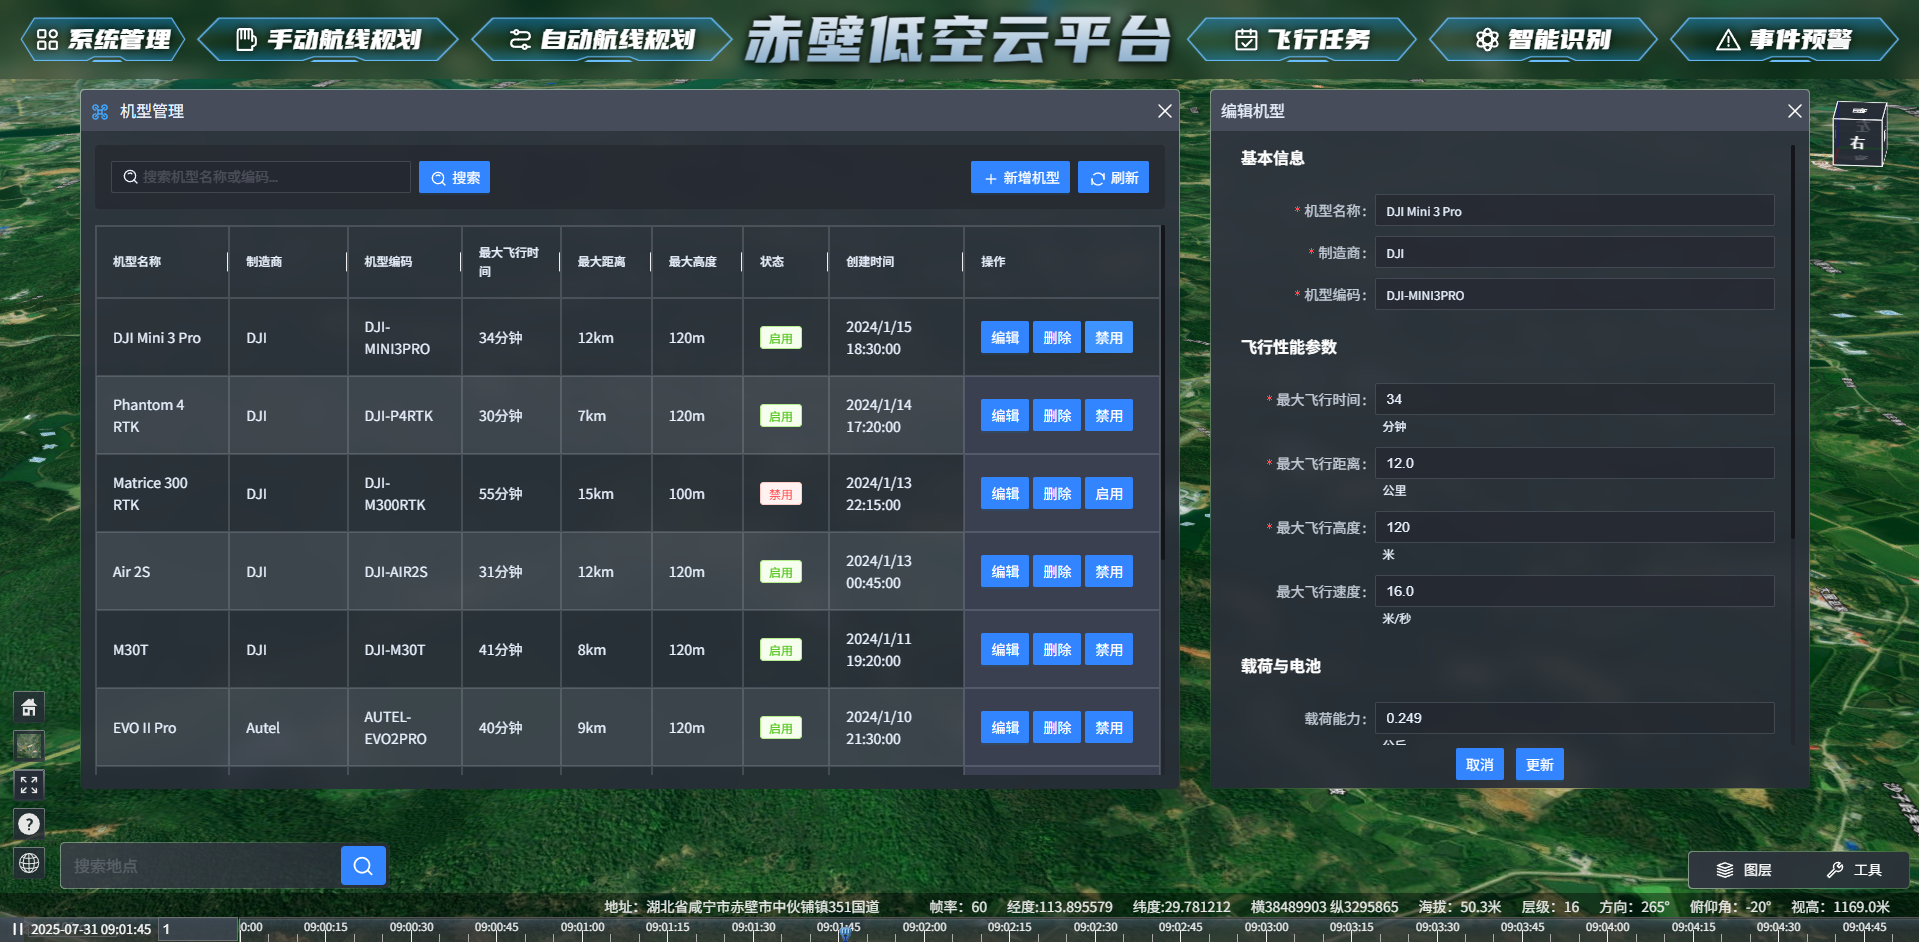 系统管理
手动航线规划
自动航线规划
赤壁低空云平台
飞行任务
智能识别
事件预警
机型管理
搜索机型名称或编码...
搜索
新增机型
刷新
机型名称 制造商 机型编码 最大飞行时间 最大距离 最大高度 状态 创建时间 操作
DJI Mini 3 Pro DJI DJI-MINI3PRO 34分钟 12km 120m 启用 2024/1/15 18:30:00 编辑 删除 禁用
Phantom 4 RTK DJI DJI-P4RTK 30分钟 7km 120m 启用 2024/1/14 17:20:00 编辑 删除 禁用
Matrice 300 RTK DJI DJI-M300RTK 55分钟 15km 100m 禁用 2024/1/13 22:15:00 编辑 删除 启用
Air 2S DJI DJI-AIR2S 31分钟 12km 120m 启用 2024/1/13 00:45:00 编辑 删除 禁用
M30T DJI DJI-M30T 41分钟 8km 120m 启用 2024/1/11 19:20:00 编辑 删除 禁用
EVO II Pro Autel AUTEL-EVO2PRO 40分钟 9km 120m 启用 2024/1/10 21:30:00 编辑 删除 禁用
编辑机型
基本信息
* 机型名称： DJI Mini 3 Pro
* 制造商： DJI
* 机型编码： DJI-MINI3PRO
飞行性能参数
* 最大飞行时间： 34
分钟
* 最大飞行距离： 12.0
公里
* 最大飞行高度： 120
米
最大飞行速度： 16.0
米/秒
载荷与电池
载荷能力： 0.249
公斤
取消
更新
右
搜索地点
图层
工具
地址：湖北省咸宁市赤壁市中伙铺镇351国道 帧率：60 经度:113.895579 纬度:29.781212 横38489903 纵3295865 海拔：50.3米 层级：16 方向：265° 俯仰角：-20° 视高：1169.0米
2025-07-31 09:01:45 1
0:00 09:00:15 09:00:30 09:00:45 09:01:00 09:01:15 09:01:30 09:01:45 09:02:00 09:02:15 09:02:30 09:02:45 09:03:00 09:03:15 09:03:30 09:03:45 09:04:00 09:04:15 09:04:30 09:04:45